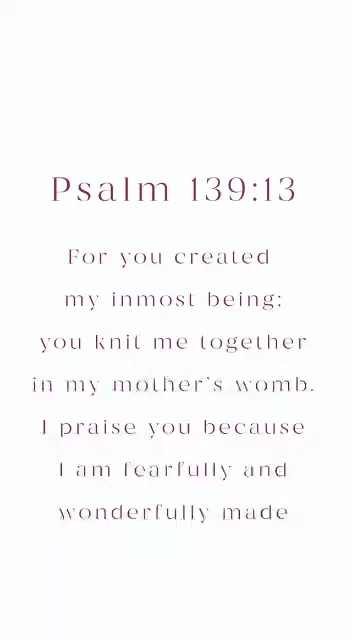 Psalm 139:13
For you created
my inmost being;
you knit me together
in my mother's womb.
I praise you because
I am fearfully and
wonderfully made